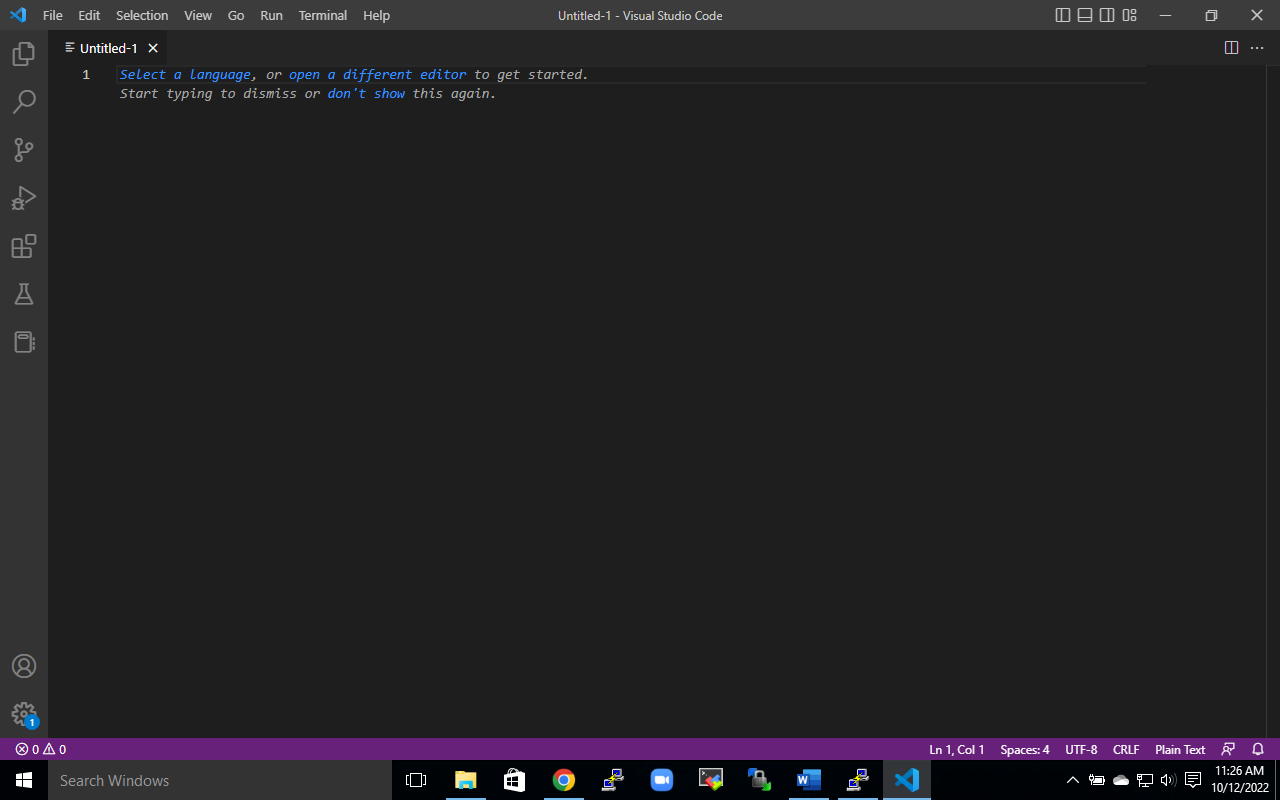 File Edit Selection View Go Run Terminal Help
Untitled-1 - Visual Studio Code
Untitled-1
1 Select a language, or open a different editor to get started.
Start typing to dismiss or don't show this again.
1
0 0
Ln 1, Col 1 Spaces: 4 UTF-8 CRLF Plain Text
Search Windows
W
11:26 AM
10/12/2022